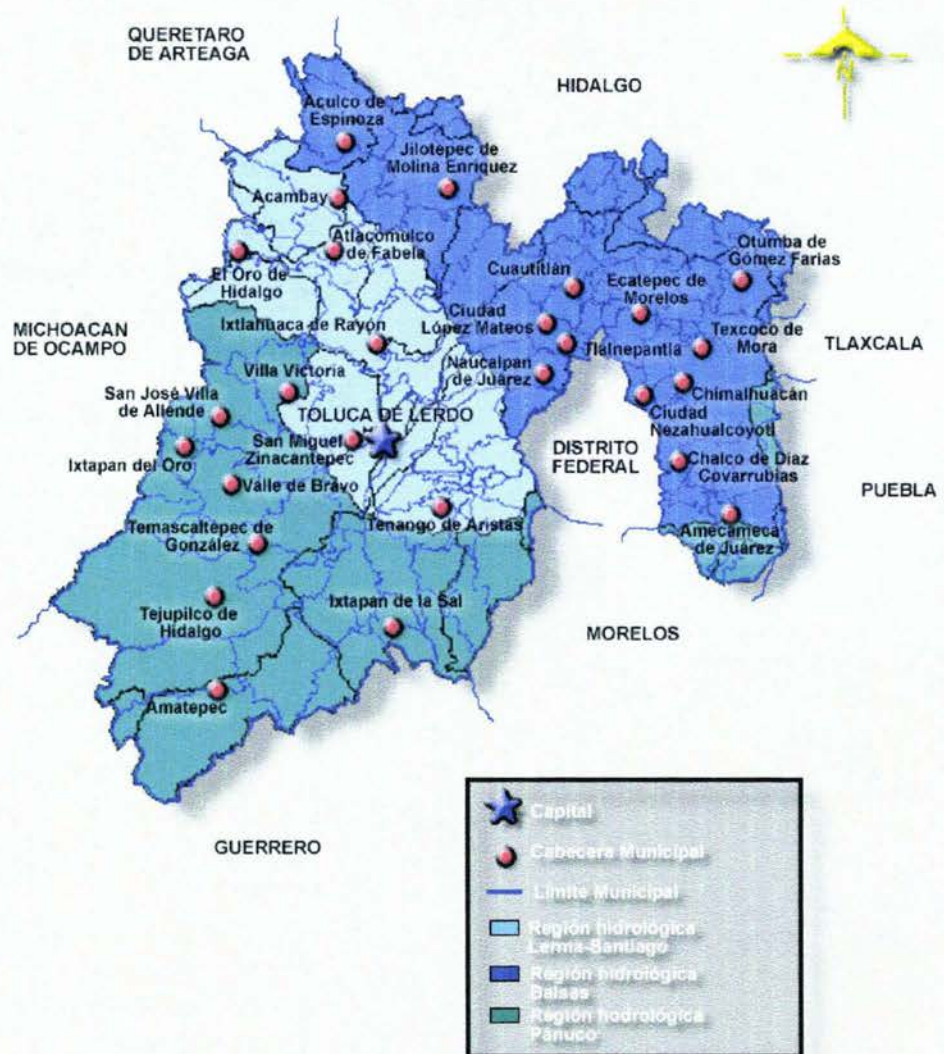 QUERETARO
DE ARTEAGA
HIDALGO
N
Aculco de
Espinoza
Jilotepec de
Molina Enriquez
Acambay
Atlacomulco
de Fabela
El Oro de
Hidalgo
Cuautitlán
Ecatepec de
Morelos
Otumba de
Gómez Farias
Ixtlahuaca de Rayón
Ciudad
López Mateos
Tlalnepantla
Texcoco de
Mora
MICHOACAN
DE OCAMPO
TLAXCALA
Villa Victoria
Naucalpan
de Juárez
San José Villa
de Allende
Chimalhuacán
TOLUCA DE LERDO
Ciudad
Nezahualcoyotl
San Miguel
Zinacantepec
DISTRITO
FEDERAL
Ixtapan del Oro
Chalco de Díaz
Covarrubias
Valle de Bravo
PUEBLA
Tenango de Aristas
Amecameca
de Juárez
Temascaltepec de
González
Ixtapan de la Sal
Tejupilco de
Hidalgo
MORELOS
Amatepec
GUERRERO
Capital
Cabecera Municipal
Limite Municipal
Región hidrológica
Lerma-Santiago
Región hidrológica
Balsas
Región hodrológica
Pánuco